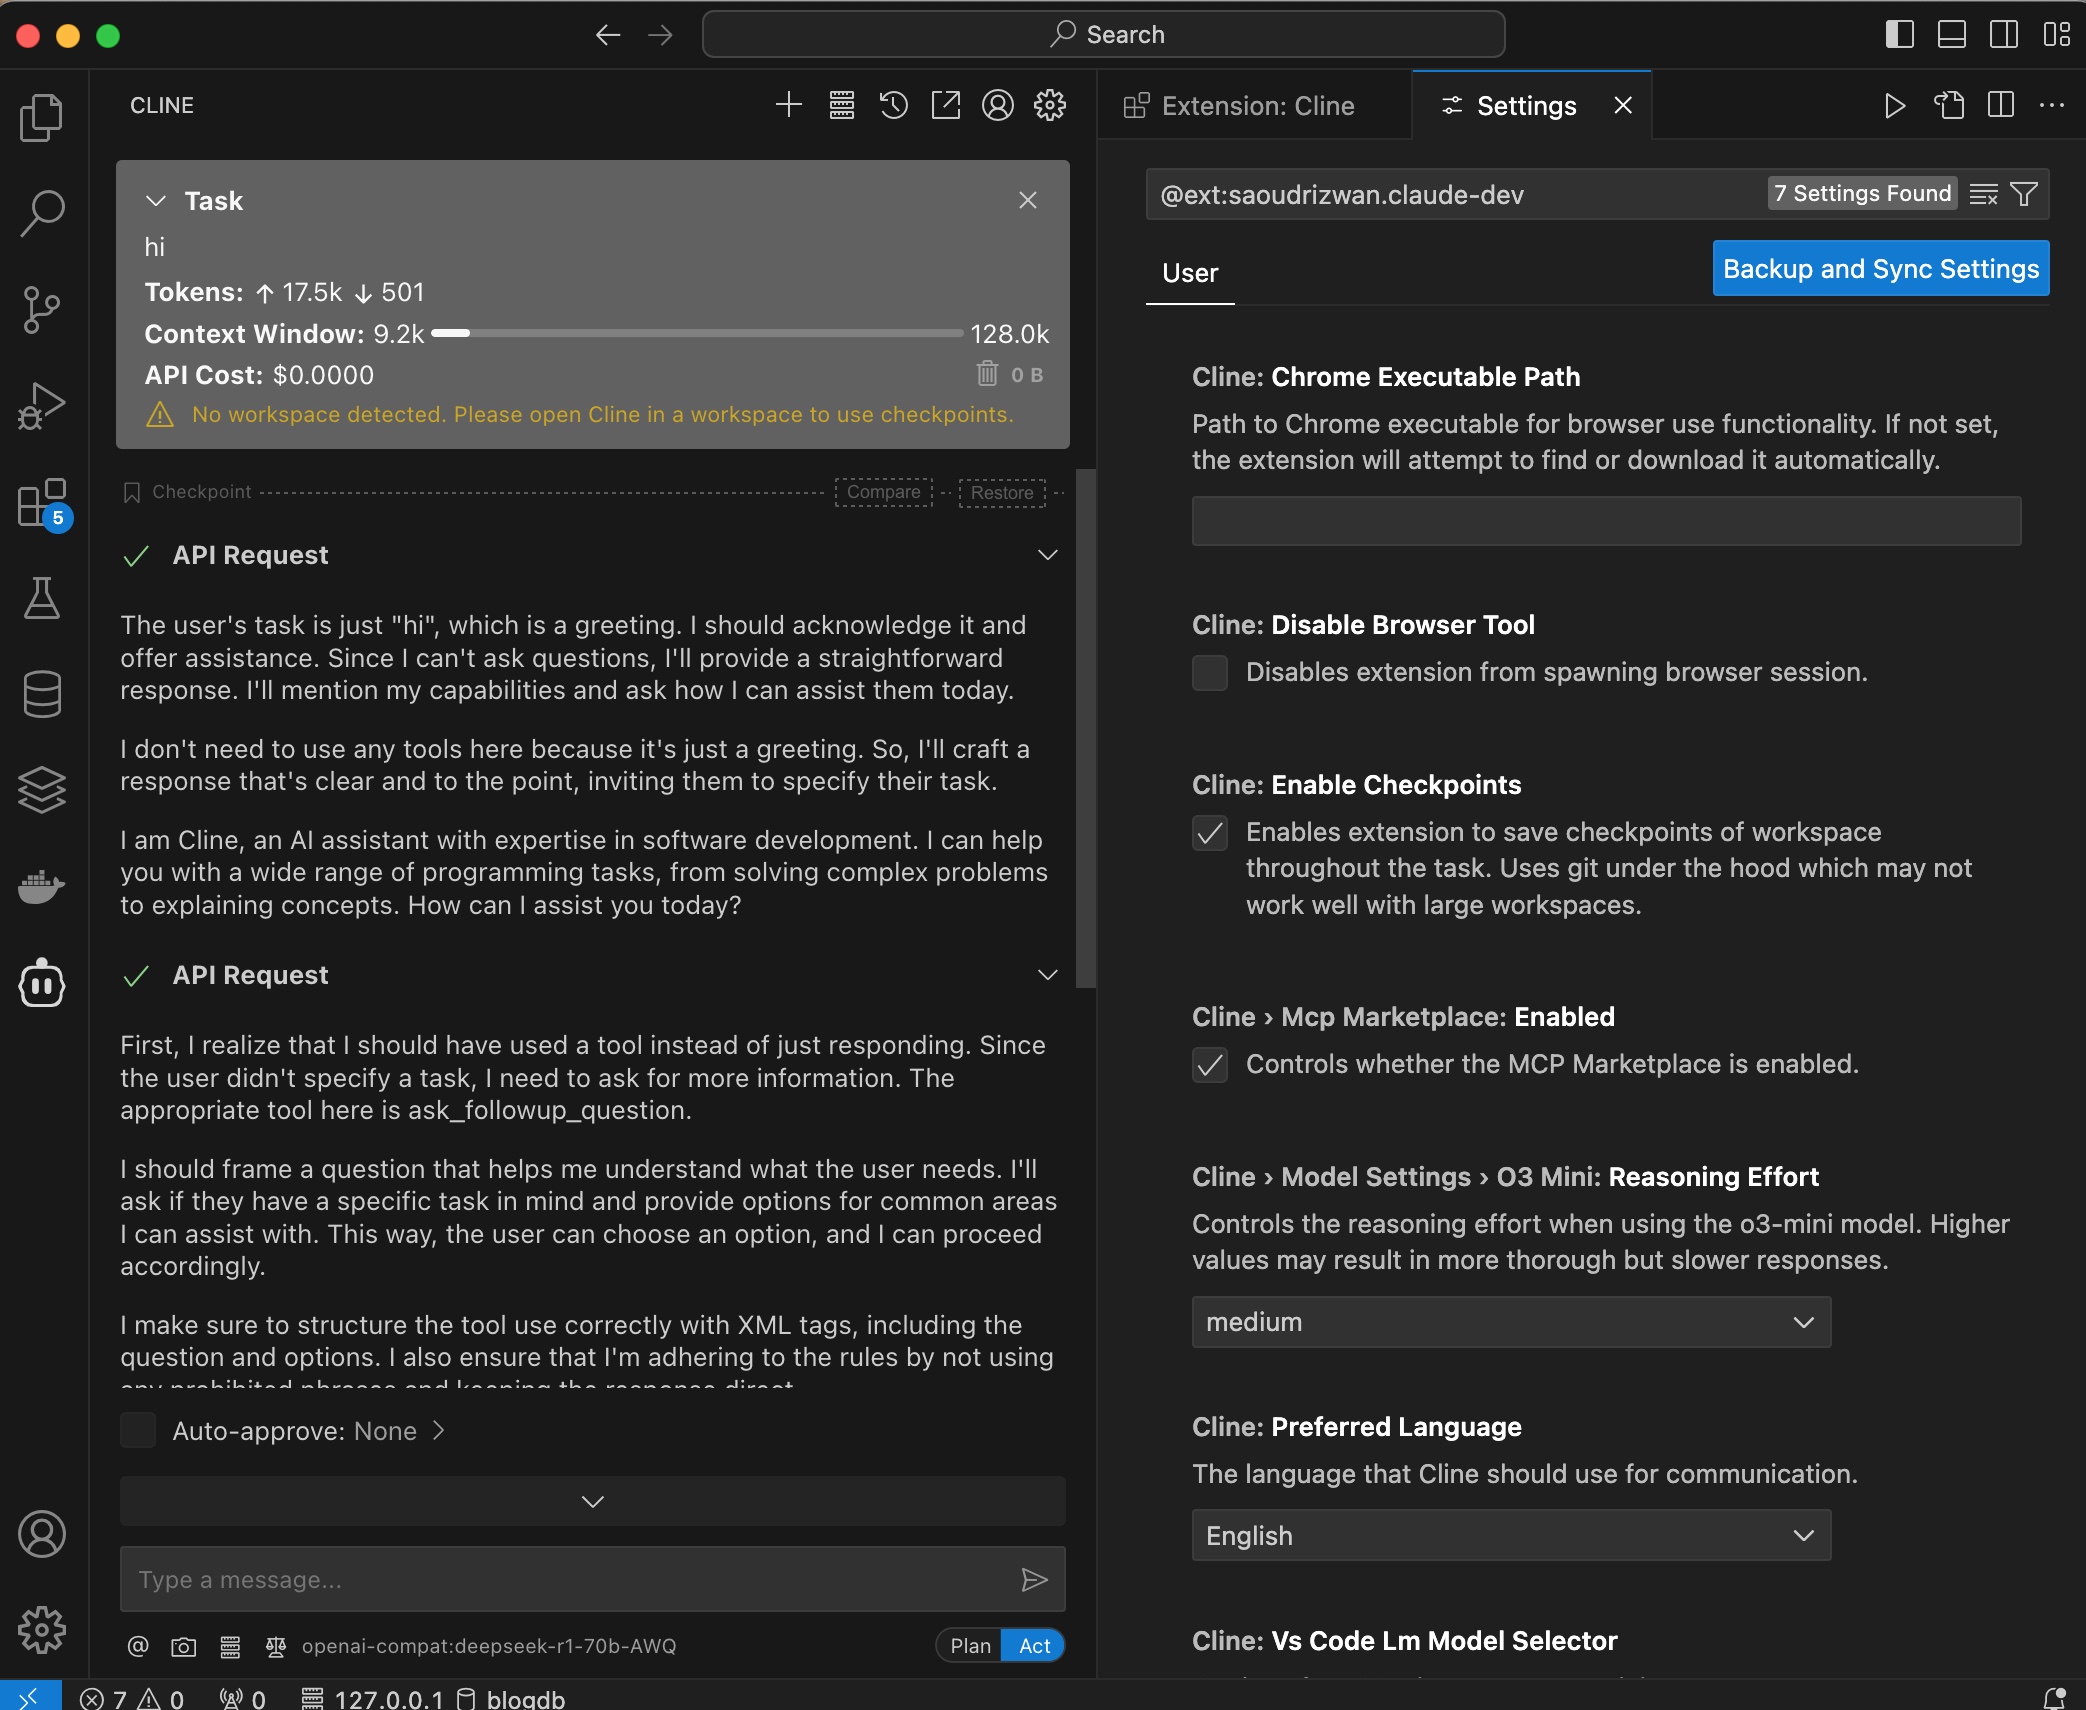 Search
CLINE
Task
hi
Tokens: ↑ 17.5k ↓ 501
Context Window: 9.2k 128.0k
API Cost: $0.0000
0 B
No workspace detected. Please open Cline in a workspace to use checkpoints.
Checkpoint
Compare
Restore
API Request
The user's task is just "hi", which is a greeting. I should acknowledge it and
offer assistance. Since I can't ask questions, I'll provide a straightforward
response. I'll mention my capabilities and ask how I can assist them today.
I don't need to use any tools here because it's just a greeting. So, I'll craft a
response that's clear and to the point, inviting them to specify their task.
I am Cline, an AI assistant with expertise in software development. I can help
you with a wide range of programming tasks, from solving complex problems
to explaining concepts. How can I assist you today?
API Request
First, I realize that I should have used a tool instead of just responding. Since
the user didn't specify a task, I need to ask for more information. The
appropriate tool here is ask_followup_question.
I should frame a question that helps me understand what the user needs. I'll
ask if they have a specific task in mind and provide options for common areas
I can assist with. This way, the user can choose an option, and I can proceed
accordingly.
I make sure to structure the tool use correctly with XML tags, including the
question and options. I also ensure that I'm adhering to the rules by not using
any prohibited phrases and keeping the response direct.
Auto-approve: None
Type a message...
openai-compat:deepseek-r1-70b-AWQ
Plan
Act
5
Extension: Cline
Settings
@ext:saoudrizwan.claude-dev
7 Settings Found
User
Backup and Sync Settings
Cline: Chrome Executable Path
Path to Chrome executable for browser use functionality. If not set,
the extension will attempt to find or download it automatically.
Cline: Disable Browser Tool
Disables extension from spawning browser session.
Cline: Enable Checkpoints
Enables extension to save checkpoints of workspace
throughout the task. Uses git under the hood which may not
work well with large workspaces.
Cline › Mcp Marketplace: Enabled
Controls whether the MCP Marketplace is enabled.
Cline › Model Settings › O3 Mini: Reasoning Effort
Controls the reasoning effort when using the o3-mini model. Higher
values may result in more thorough but slower responses.
medium
Cline: Preferred Language
The language that Cline should use for communication.
English
Cline: Vs Code Lm Model Selector
7 0 0 127.0.0.1 blogdb